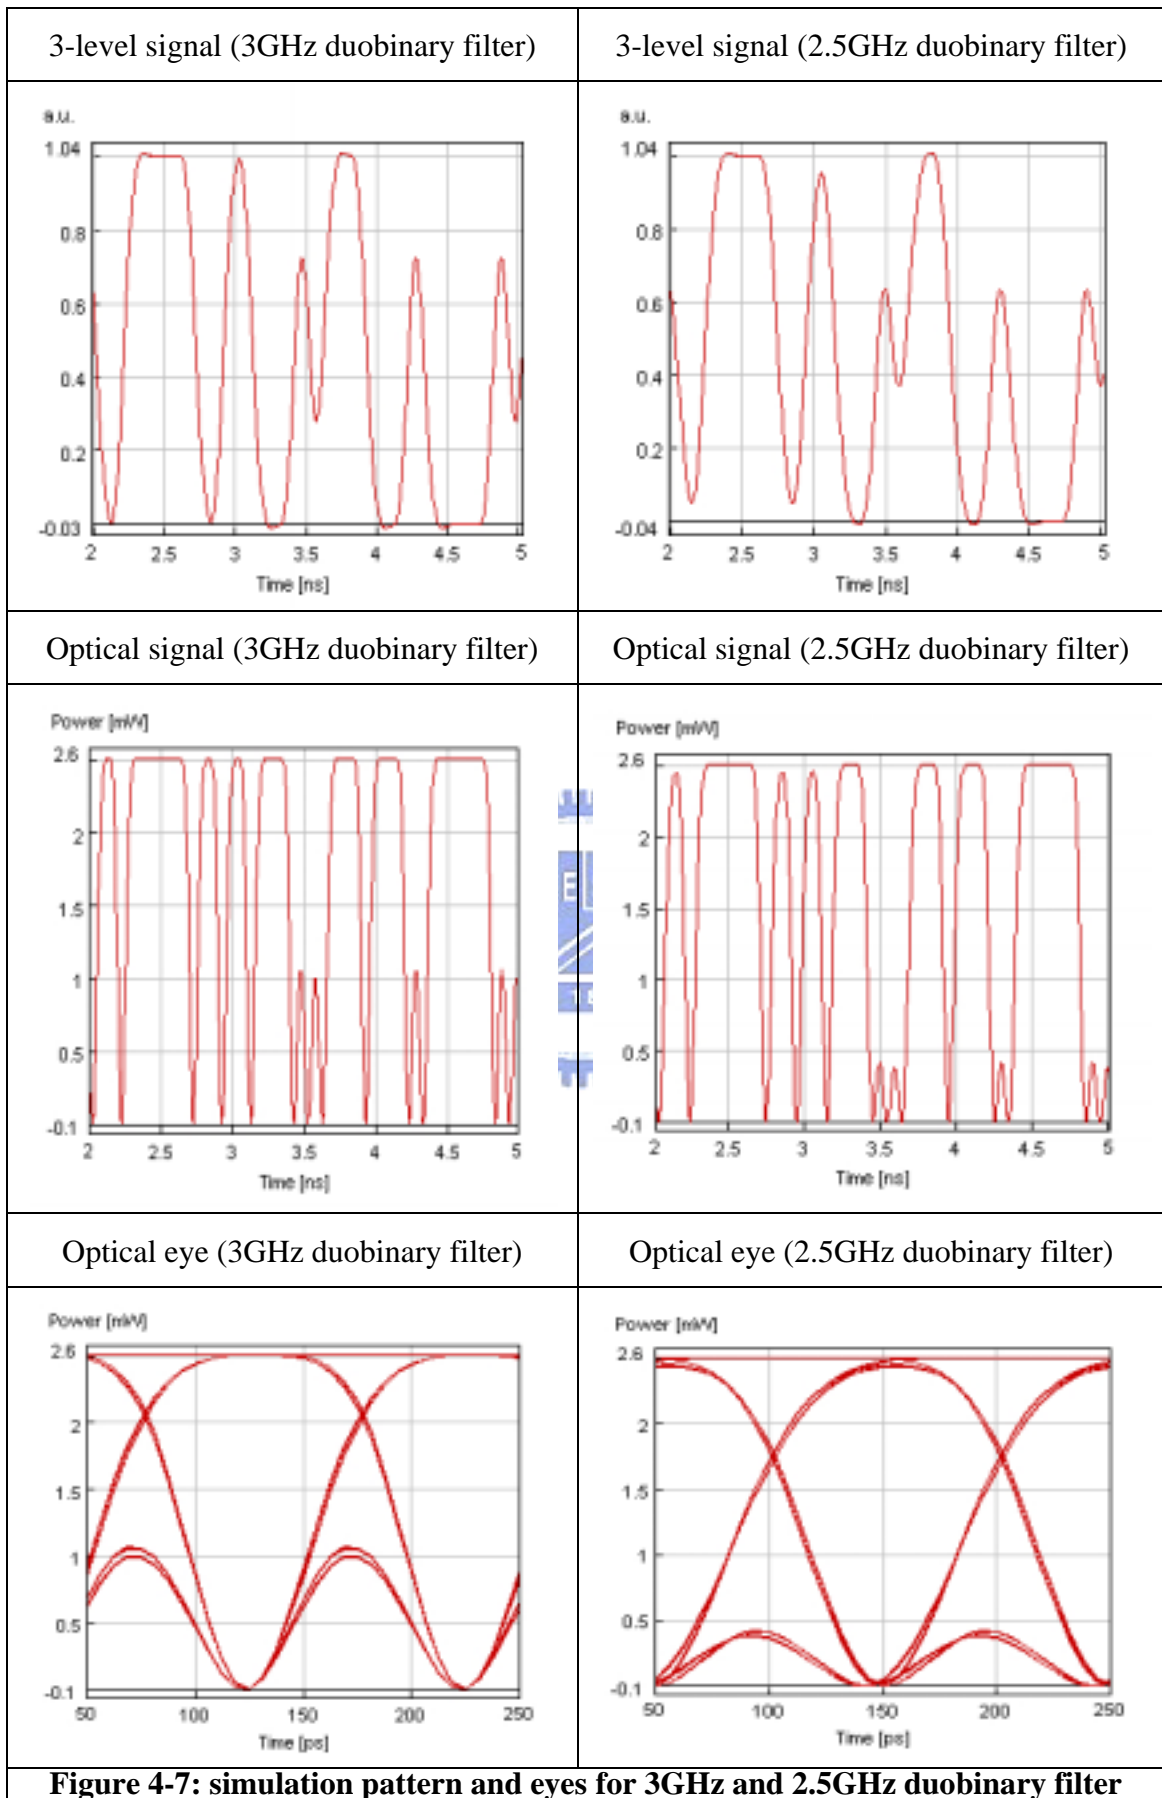 3-level signal (3GHz duobinary filter)
3-level signal (2.5GHz duobinary filter)
a.u.
1.04
0.8
0.6
0.4
0.2
-0.03
2 2.5 3 3.5 4 4.5 5
Time [ns]
a.u.
1.04
0.8
0.6
0.4
0.2
-0.04
2 2.5 3 3.5 4 4.5 5
Time [ns]
Optical signal (3GHz duobinary filter)
Optical signal (2.5GHz duobinary filter)
Power [mW]
2.6
2
1.5
1
0.5
-0.1
2 2.5 3 3.5 4 4.5 5
Time [ns]
Power [mW]
2.6
2
1.5
1
0.5
-0.1
2 2.5 3 3.5 4 4.5 5
Time [ns]
E
1
Optical eye (3GHz duobinary filter)
Optical eye (2.5GHz duobinary filter)
Power [mW]
2.6
2
1.5
1
0.5
-0.1
50 100 150 200 250
Time [ps]
Power [mW]
2.6
2
1.5
1
0.5
-0.1
50 100 150 200 250
Time [ps]
Figure 4-7: simulation pattern and eyes for 3GHz and 2.5GHz duobinary filter